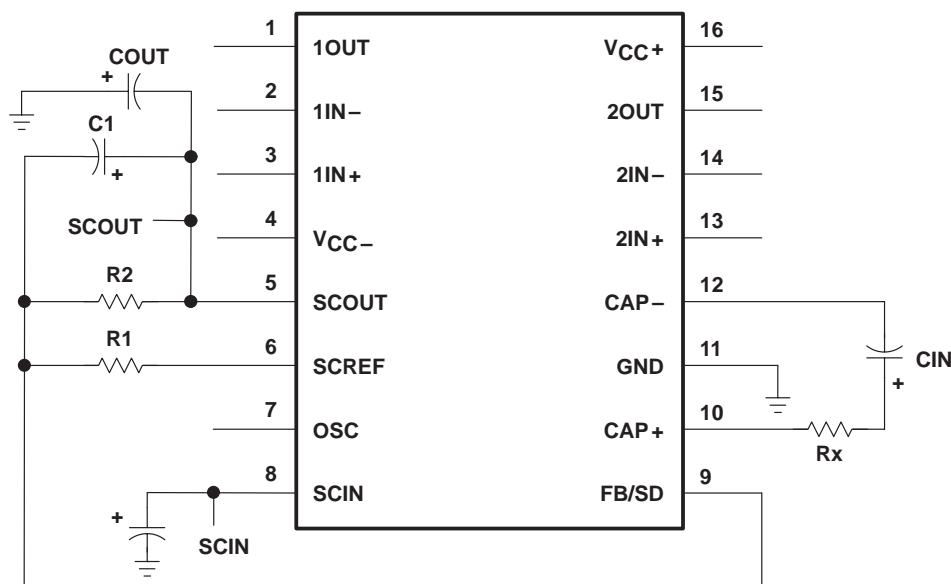 1 1OUT VCC+ 16
COUT
+
2 1IN− 2OUT 15
C1
+
3 1IN+ 2IN− 14
SCOUT
4 VCC− 2IN+ 13
R2
5 SCOUT CAP− 12
R1
6 SCREF GND 11
CIN
+
7 OSC CAP+ 10
Rx
8 SCIN FB/SD 9
+
SCIN